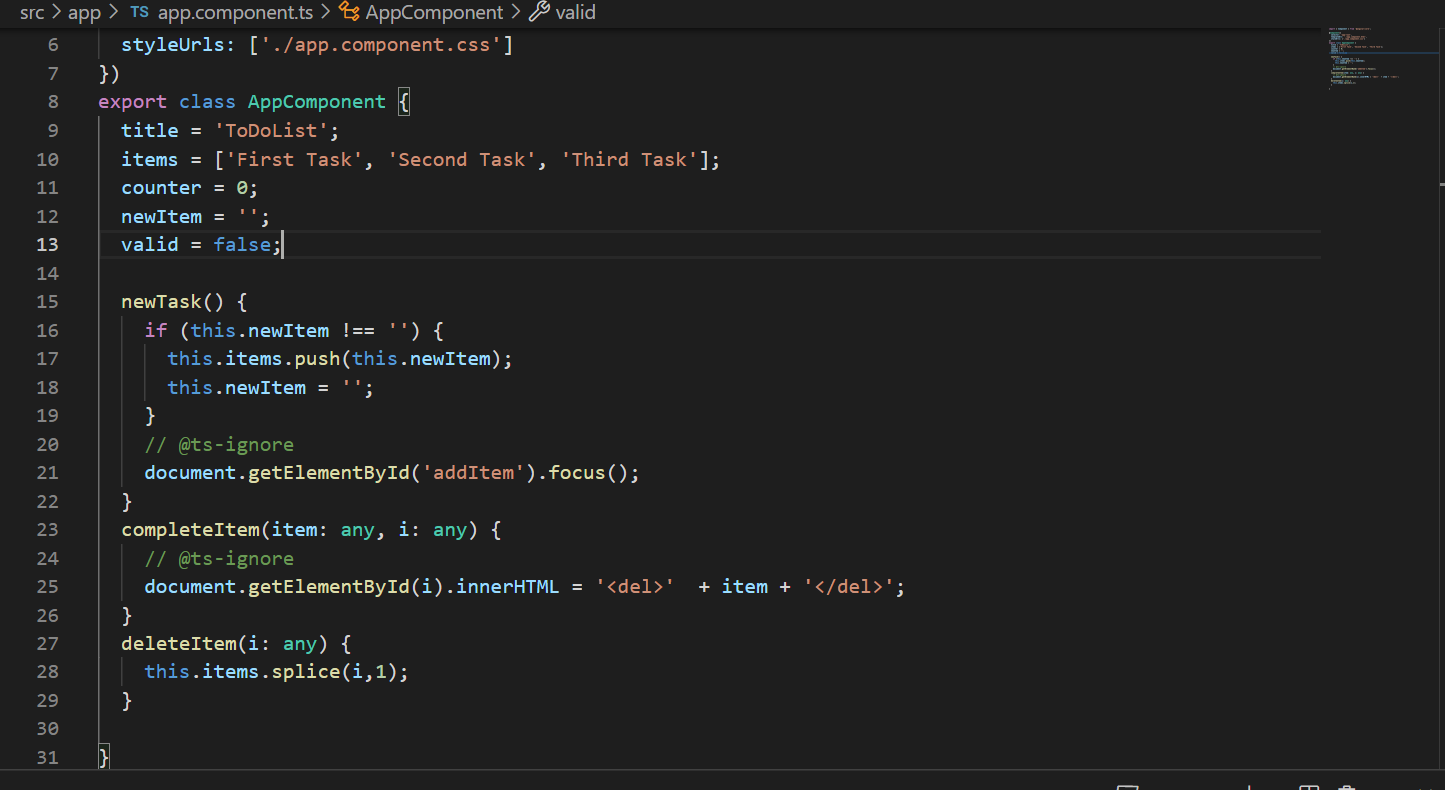 src > app > TS app.component.ts > AppComponent > valid
6 styleUrls: ['./app.component.css']
7 })
8 export class AppComponent {
9 title = 'ToDoList';
10 items = ['First Task', 'Second Task', 'Third Task'];
11 counter = 0;
12 newItem = '';
13 valid = false;
14
15 newTask() {
16 if (this.newItem !== '') {
17 this.items.push(this.newItem);
18 this.newItem = '';
19 }
20 // @ts-ignore
21 document.getElementById('addItem').focus();
22 }
23 completeItem(item: any, i: any) {
24 // @ts-ignore
25 document.getElementById(i).innerHTML = '<del>'  + item + '</del>';
26 }
27 deleteItem(i: any) {
28 this.items.splice(i,1);
29 }
30
31 }